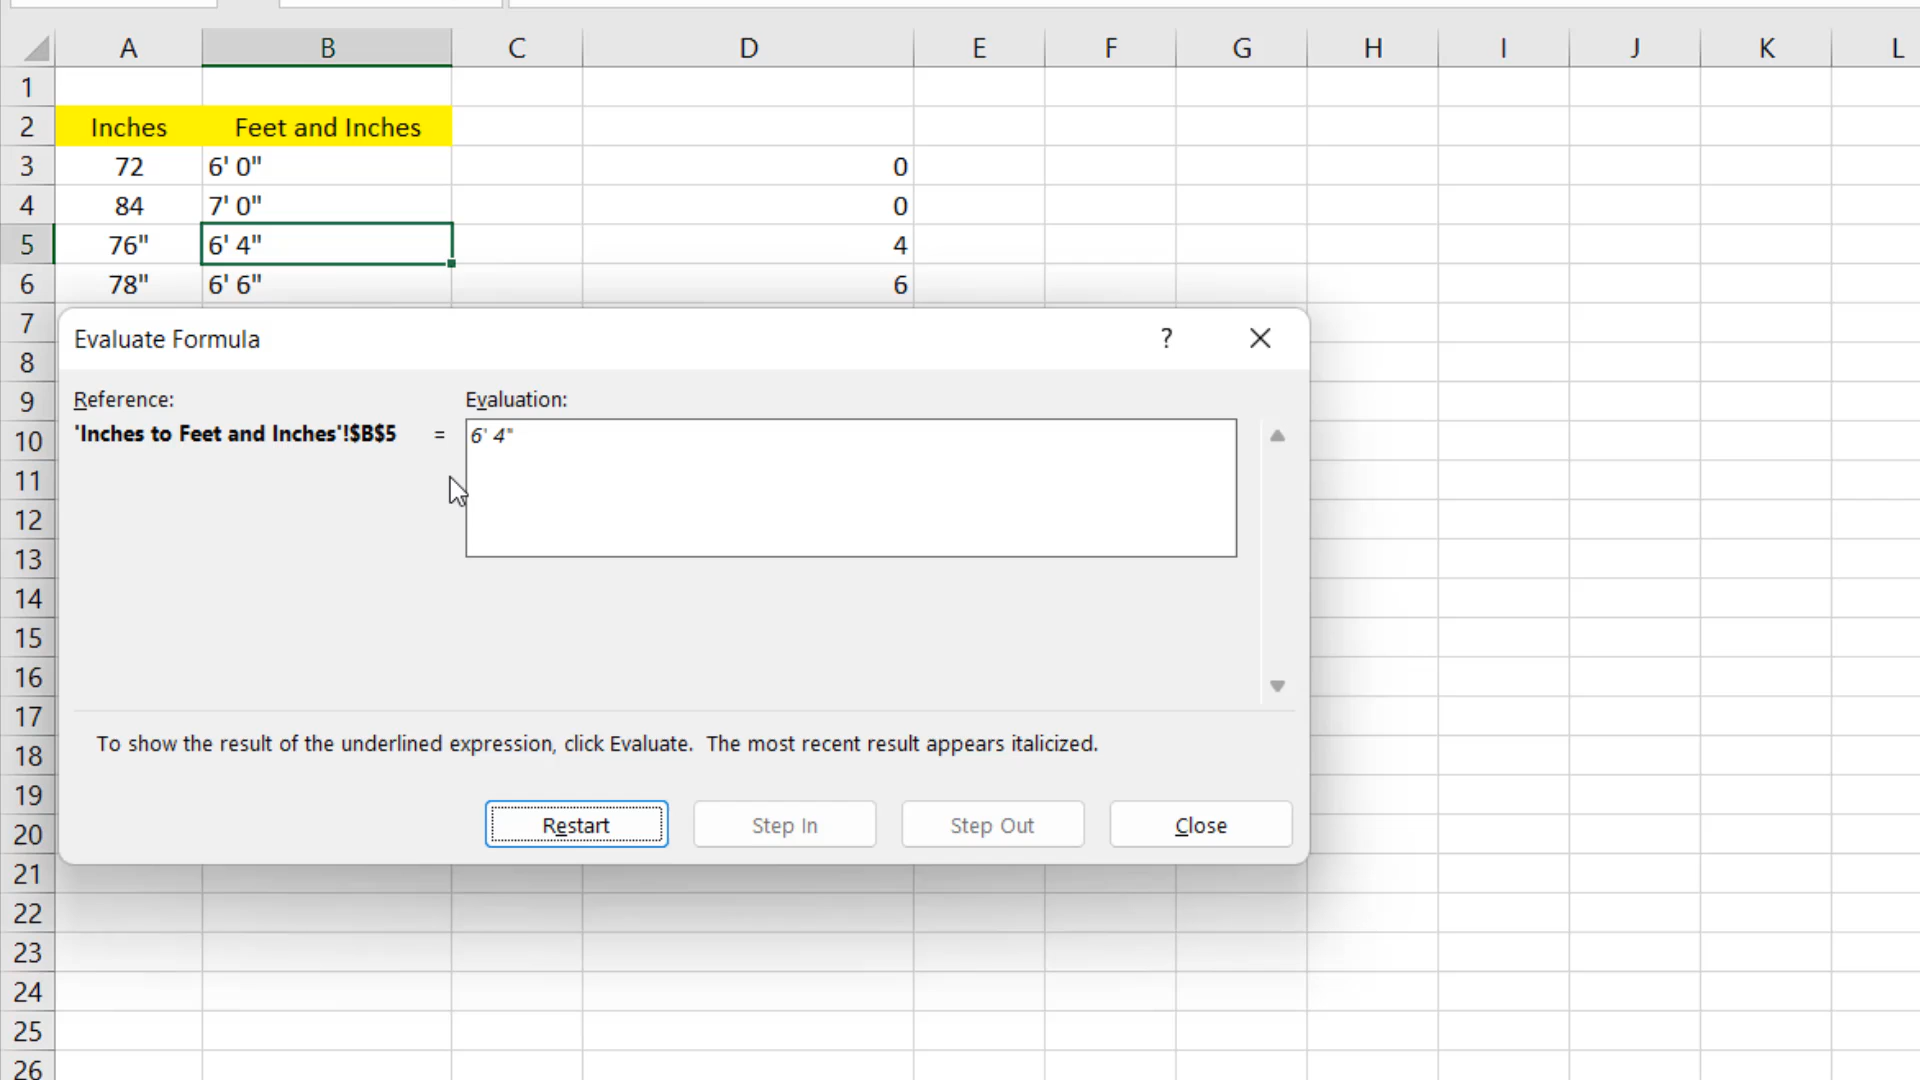 A B C D E F G H I J K L
1
2 Inches Feet and Inches
3 72 6' 0" 0
4 84 7' 0" 0
5 76" 6' 4" 4
6 78" 6' 6" 6
7
Evaluate Formula ?
8
9 Reference: Evaluation:
10 'Inches to Feet and Inches'!$B$5 = 6' 4"
11
12
13
14
15
16
17
18 To show the result of the underlined expression, click Evaluate. The most recent result appears italicized.
19
20 Restart Step In Step Out Close
21
22
23
24
25
26